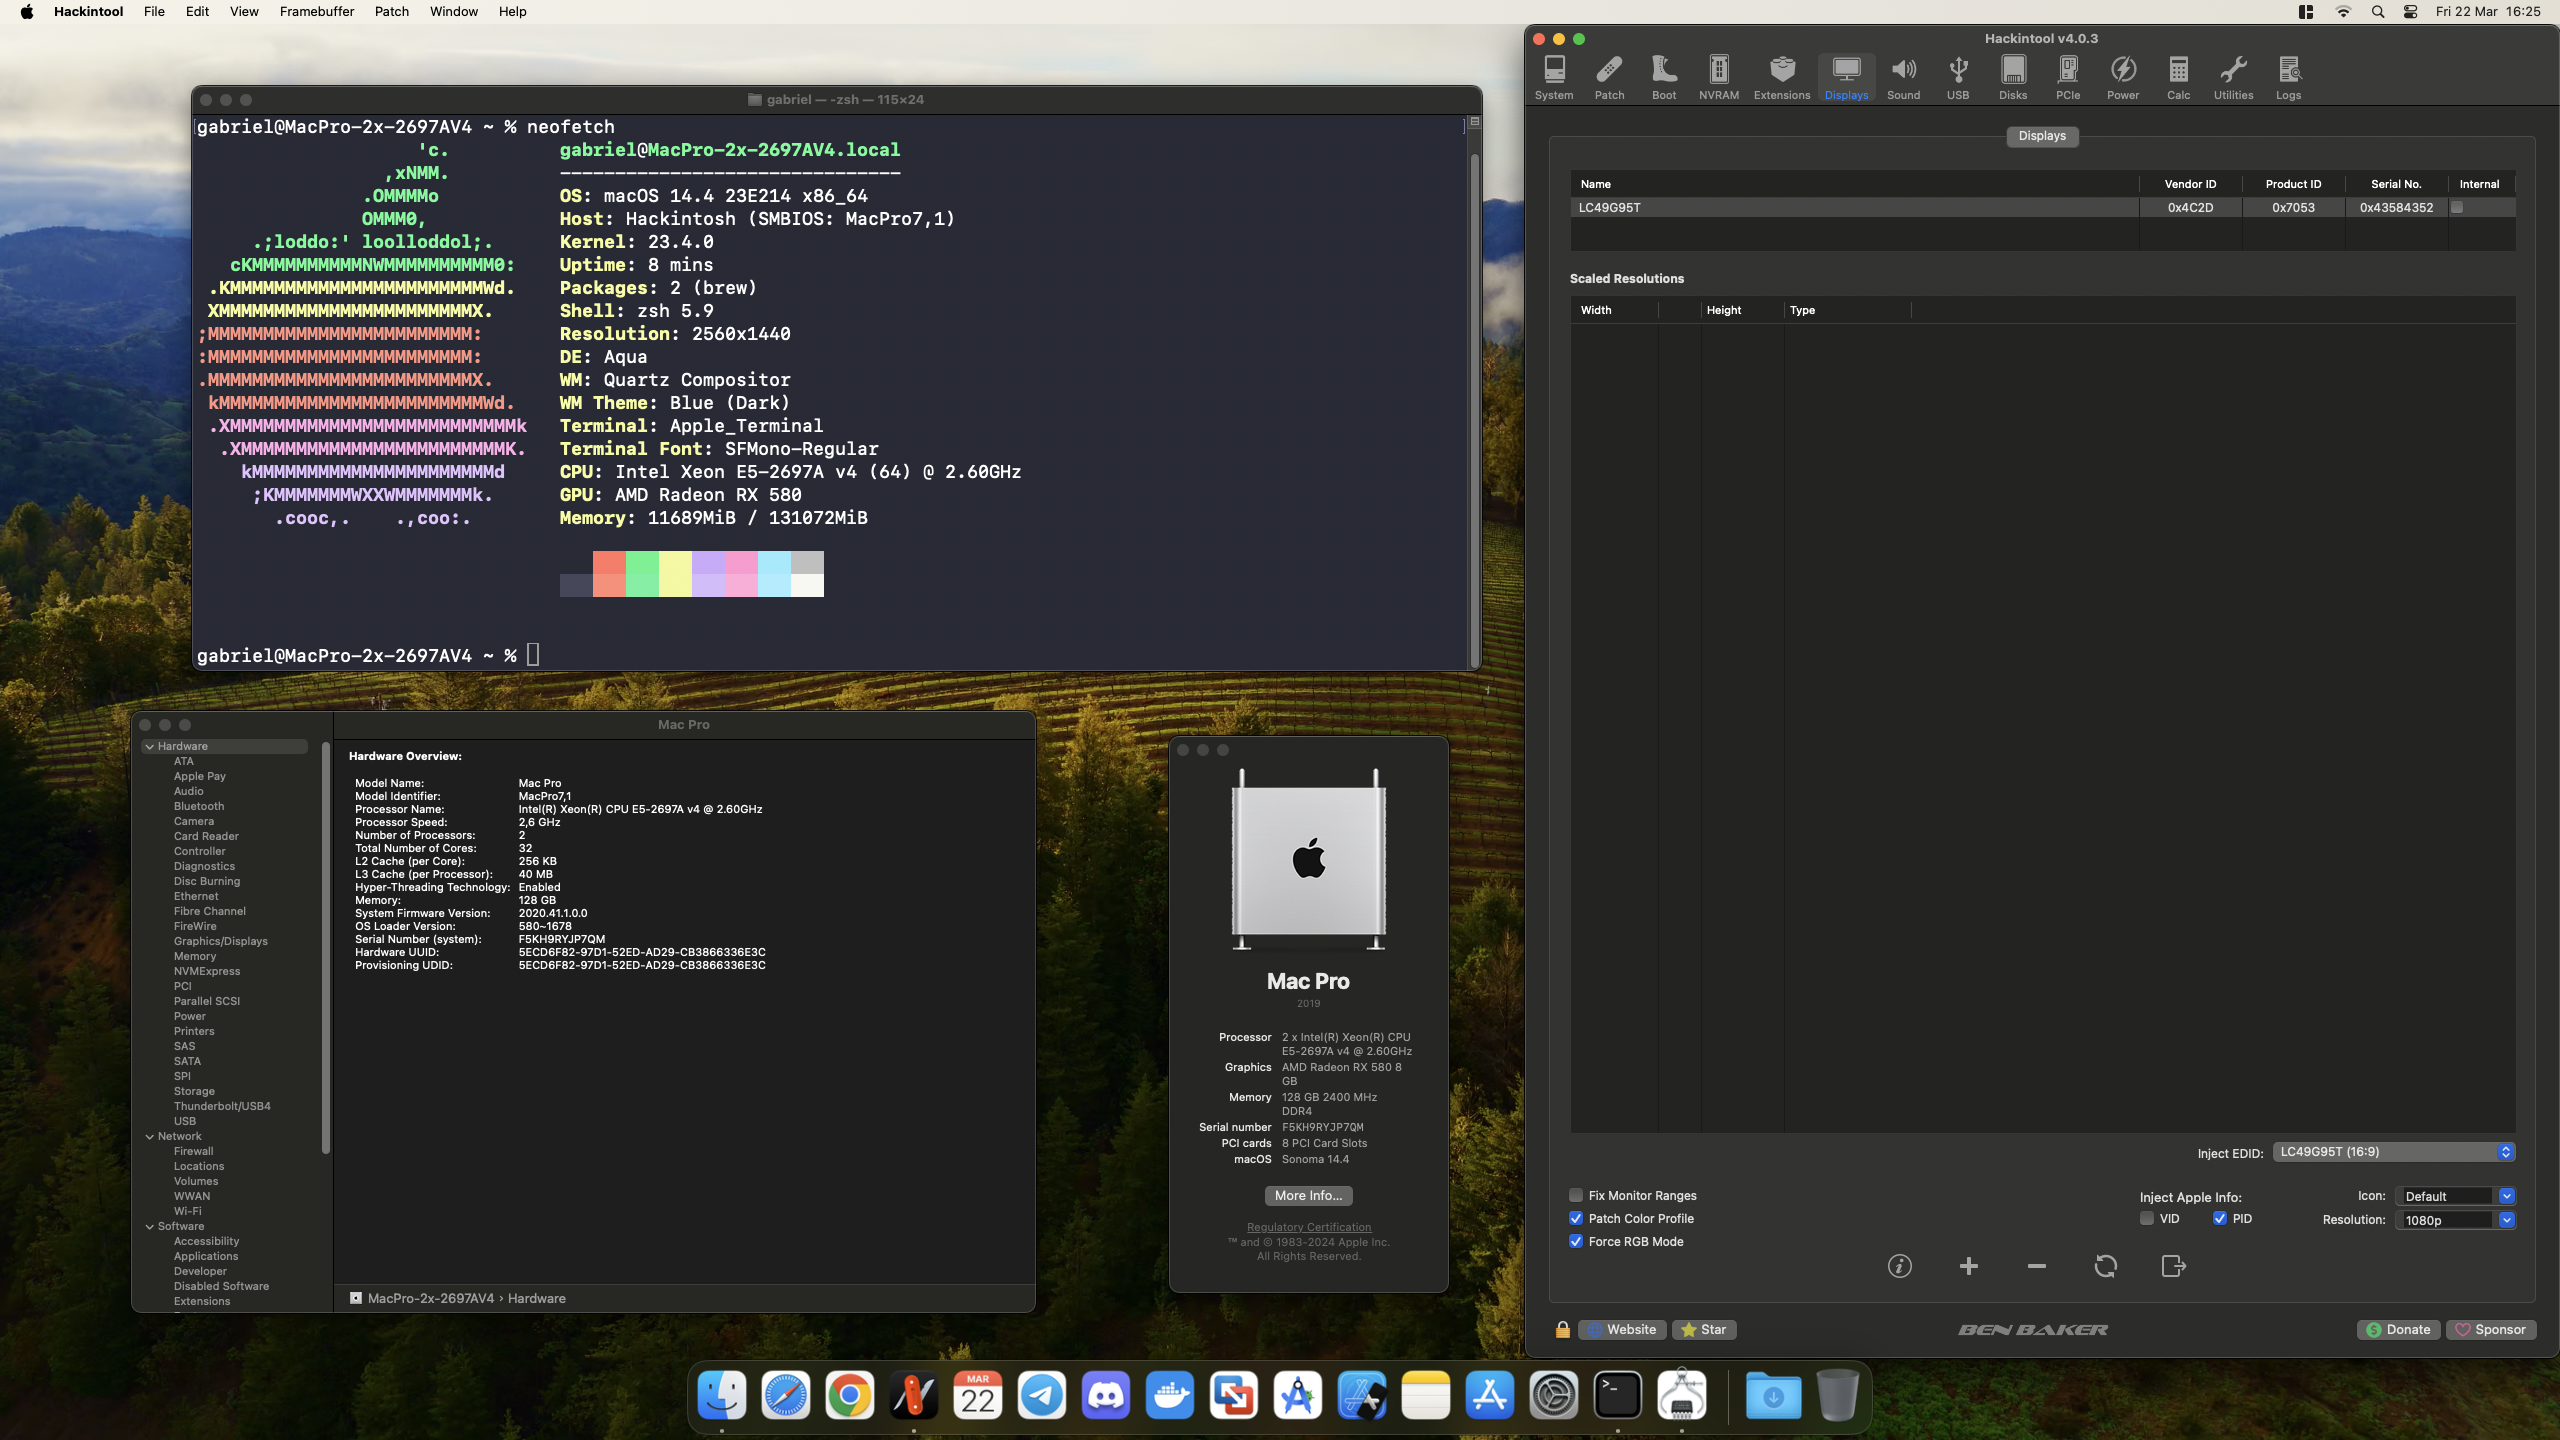 Hackintool File Edit View Framebuffer Patch Window Help
Fri 22 Mar 16:25
gabriel — -zsh — 115×24
[gabriel@MacPro-2x-2697AV4 ~ % neofetch ]
'c. gabriel@MacPro-2x-2697AV4.local
,xNMM. -------------------------------
.OMMMMo OS: macOS 14.4 23E214 x86_64
OMMM0, Host: Hackintosh (SMBIOS: MacPro7,1)
.;loddo:' loolloddol;. Kernel: 23.4.0
cKMMMMMMMMMMNWMMMMMMMMMM0: Uptime: 8 mins
.KMMMMMMMMMMMMMMMMMMMMMMMWd. Packages: 2 (brew)
XMMMMMMMMMMMMMMMMMMMMMMMX. Shell: zsh 5.9
;MMMMMMMMMMMMMMMMMMMMMMMM: Resolution: 2560x1440
:MMMMMMMMMMMMMMMMMMMMMMMM: DE: Aqua
.MMMMMMMMMMMMMMMMMMMMMMMMX. WM: Quartz Compositor
kMMMMMMMMMMMMMMMMMMMMMMMMWd. WM Theme: Blue (Dark)
.XMMMMMMMMMMMMMMMMMMMMMMMMMMk Terminal: Apple_Terminal
.XMMMMMMMMMMMMMMMMMMMMMMMMK. Terminal Font: SFMono-Regular
kMMMMMMMMMMMMMMMMMMMMMMd CPU: Intel Xeon E5-2697A v4 (64) @ 2.60GHz
;KMMMMMMMWXXWMMMMMMMk. GPU: AMD Radeon RX 580
.cooc,. .,coo:. Memory: 11689MiB / 131072MiB
gabriel@MacPro-2x-2697AV4 ~ %
Mac Pro
Hardware
ATA
Apple Pay
Audio
Bluetooth
Camera
Card Reader
Controller
Diagnostics
Disc Burning
Ethernet
Fibre Channel
FireWire
Graphics/Displays
Memory
NVMExpress
PCI
Parallel SCSI
Power
Printers
SAS
SATA
SPI
Storage
Thunderbolt/USB4
USB
Network
Firewall
Locations
Volumes
WWAN
Wi-Fi
Software
Accessibility
Applications
Developer
Disabled Software
Extensions
Hardware Overview:
Model Name: Mac Pro
Model Identifier: MacPro7,1
Processor Name: Intel(R) Xeon(R) CPU E5-2697A v4 @ 2.60GHz
Processor Speed: 2,6 GHz
Number of Processors: 2
Total Number of Cores: 32
L2 Cache (per Core): 256 KB
L3 Cache (per Processor): 40 MB
Hyper-Threading Technology: Enabled
Memory: 128 GB
System Firmware Version: 2020.41.1.0.0
OS Loader Version: 580~1678
Serial Number (system): F5KH9RYJP7QM
Hardware UUID: 5ECD6F82-97D1-52ED-AD29-CB3866336E3C
Provisioning UDID: 5ECD6F82-97D1-52ED-AD29-CB3866336E3C
MacPro-2x-2697AV4 › Hardware
Mac Pro
2019
Processor 2 x Intel(R) Xeon(R) CPU
E5-2697A v4 @ 2.60GHz
Graphics AMD Radeon RX 580 8
GB
Memory 128 GB 2400 MHz
DDR4
Serial number F5KH9RYJP7QM
PCI cards 8 PCI Card Slots
macOS Sonoma 14.4
More Info...
Regulatory Certification
™ and © 1983-2024 Apple Inc.
All Rights Reserved.
Hackintool v4.0.3
System Patch Boot NVRAM Extensions Displays Sound USB Disks PCIe Power Calc Utilities Logs
Displays
Name Vendor ID Product ID Serial No. Internal
LC49G95T 0x4C2D 0x7053 0x43584352
Scaled Resolutions
Width Height Type
Inject EDID: LC49G95T (16:9)
Fix Monitor Ranges
Patch Color Profile
Force RGB Mode
Inject Apple Info:
VID PID
Icon: Default
Resolution: 1080p
Website Star BEN BAKER Donate Sponsor
MAR
22